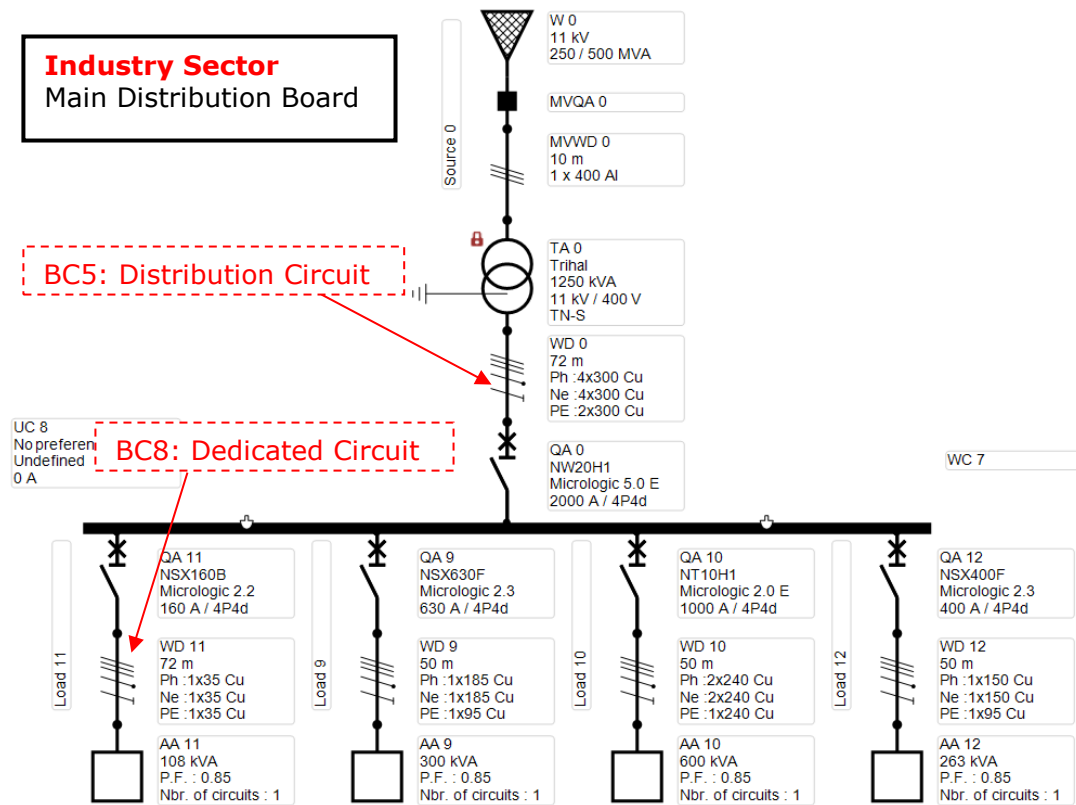 Industry Sector
Main Distribution Board
Source 0
W 0
11 kV
250 / 500 MVA
MVQA 0
MVWD 0
10 m
1 x 400 Al
TA 0
Trihal
1250 kVA
11 kV / 400 V
TN-S
BC5: Distribution Circuit
WD 0
72 m
Ph :4x300 Cu
Ne :4x300 Cu
PE :2x300 Cu
UC 8
No preferen
Undefined
0 A
BC8: Dedicated Circuit
QA 0
NW20H1
Micrologic 5.0 E
2000 A / 4P4d
WC 7
Load 11
QA 11
NSX160B
Micrologic 2.2
160 A / 4P4d
WD 11
72 m
Ph :1x35 Cu
Ne :1x35 Cu
PE :1x35 Cu
AA 11
108 kVA
P.F. : 0.85
Nbr. of circuits : 1
Load 9
QA 9
NSX630F
Micrologic 2.3
630 A / 4P4d
WD 9
50 m
Ph :1x185 Cu
Ne :1x185 Cu
PE :1x95 Cu
AA 9
300 kVA
P.F. : 0.85
Nbr. of circuits : 1
Load 10
QA 10
NT10H1
Micrologic 2.0 E
1000 A / 4P4d
WD 10
50 m
Ph :2x240 Cu
Ne :2x240 Cu
PE :1x240 Cu
AA 10
600 kVA
P.F. : 0.85
Nbr. of circuits : 1
Load 12
QA 12
NSX400F
Micrologic 2.3
400 A / 4P4d
WD 12
50 m
Ph :1x150 Cu
Ne :1x150 Cu
PE :1x95 Cu
AA 12
263 kVA
P.F. : 0.85
Nbr. of circuits : 1